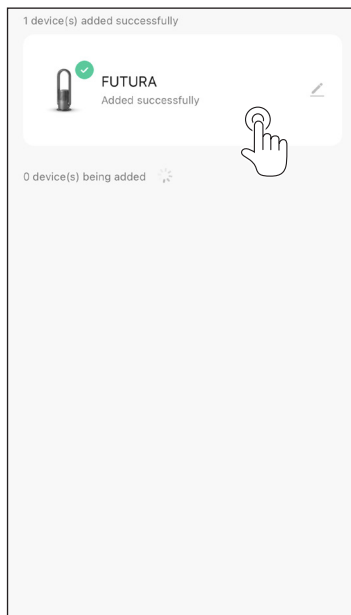 1 device(s) added successfully
FUTURA
Added successfully
0 device(s) being added